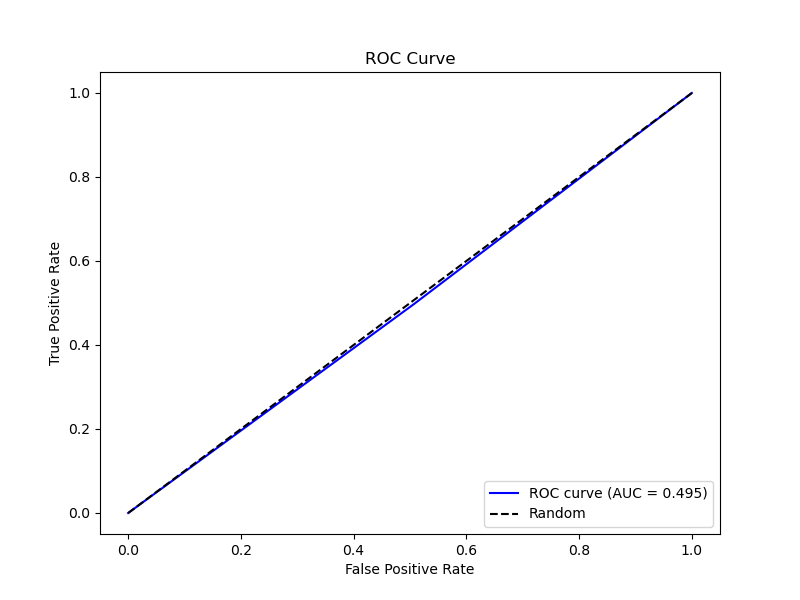 ROC Curve
1.0
0.8
0.6
0.4
0.2
0.0
True Positive Rate
ROC curve (AUC = 0.495)
Random
0.0 0.2 0.4 0.6 0.8 1.0
False Positive Rate